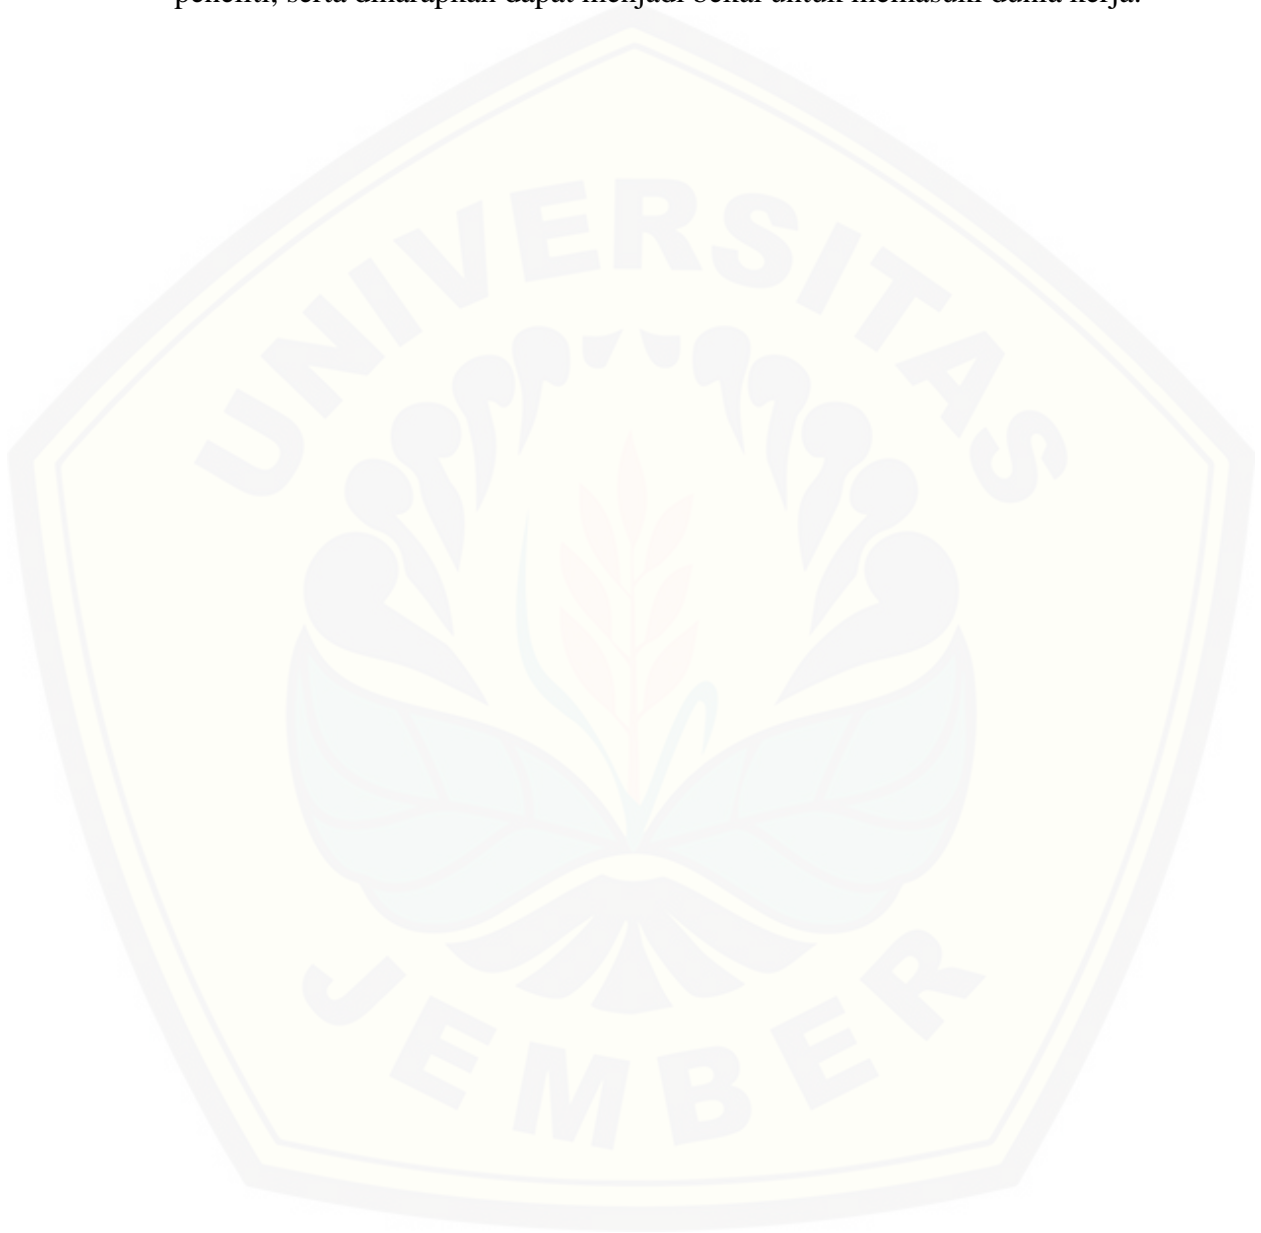 peneliti, serta diharapkan dapat menjadi bekal untuk memasuki dunia kerja.
UNIVERSITAS
JEMBER